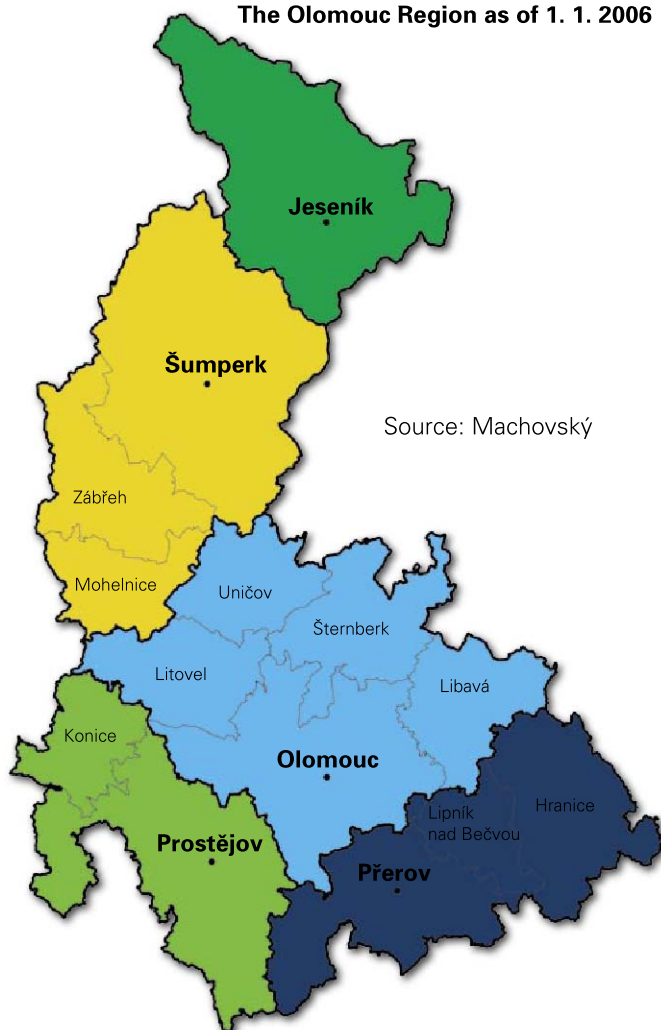 The Olomouc Region as of 1. 1. 2006
Jeseník
Šumperk
Source: Machovský
Zábřeh
Mohelnice
Uničov
Šternberk
Litovel
Libavá
Konice
Olomouc
Hranice
Lipník
nad Bečvou
Prostějov
Přerov